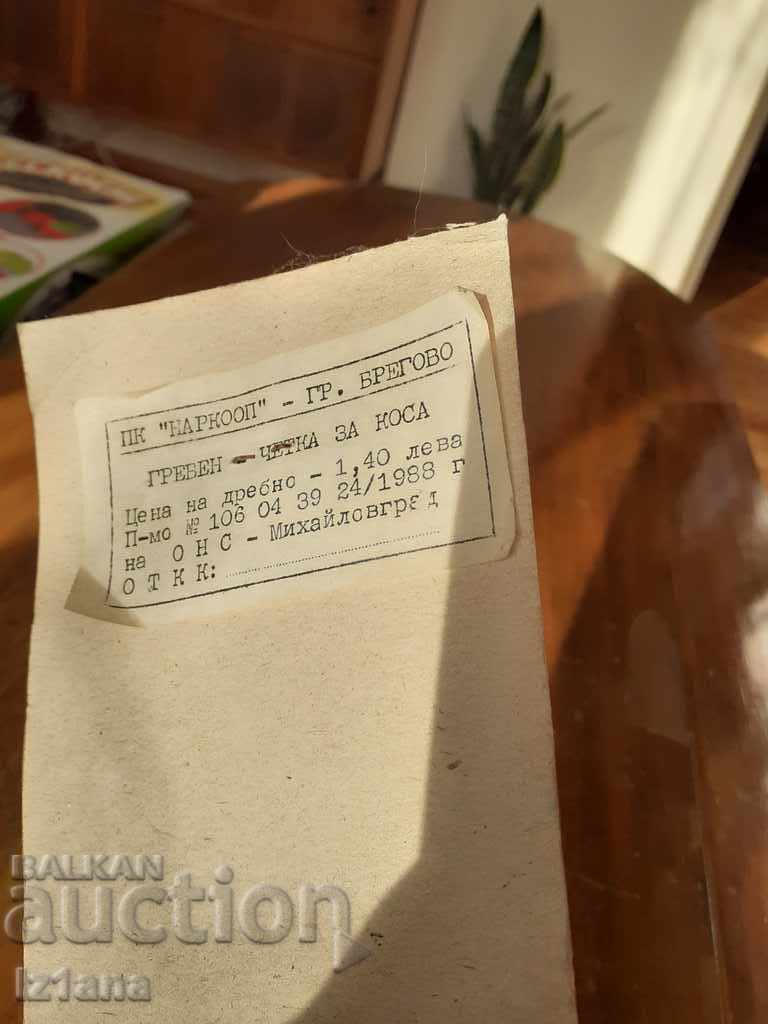 ПК "НАРКООП" - ГР. БРЕГОВО
ГРЕБЕН - ЧЕТКА ЗА КОСА
Цена на дребно - 1,40 лева
П-мо № 106 04 39 24/1988 г
на ОНС - Михайловград
О Т К К:
BALKAN
auction
iz1ana